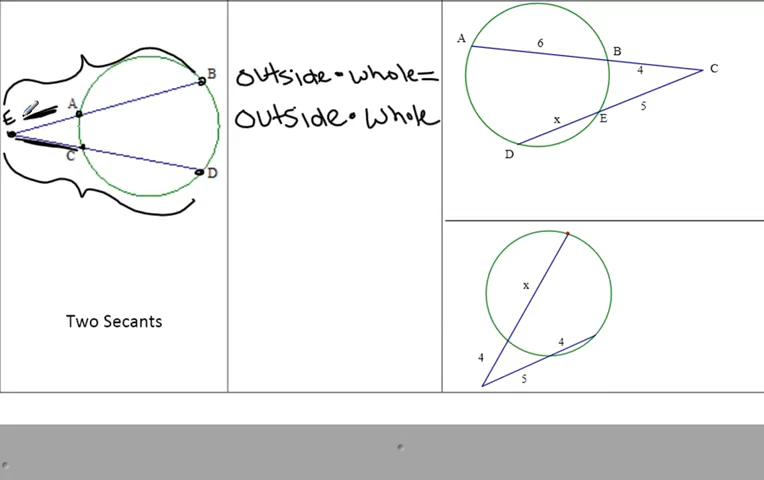 B
A
E
C
D
Two Secants
outside • whole =
outside • whole
A
6
B
4
C
5
E
x
D
x
4
4
5